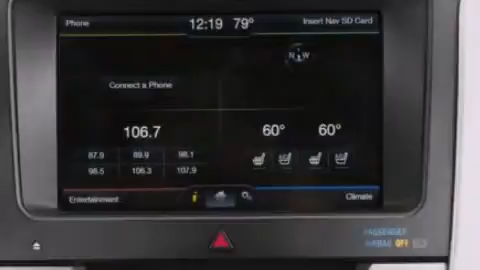 Phone 12:19 79° Insert Nav SD Card
N W
Connect a Phone
106.7 60° 60°
87.9 89.9 98.1
98.5 106.3 107.9
Entertainment i Climate
PASSENGER
AIRBAG OFF